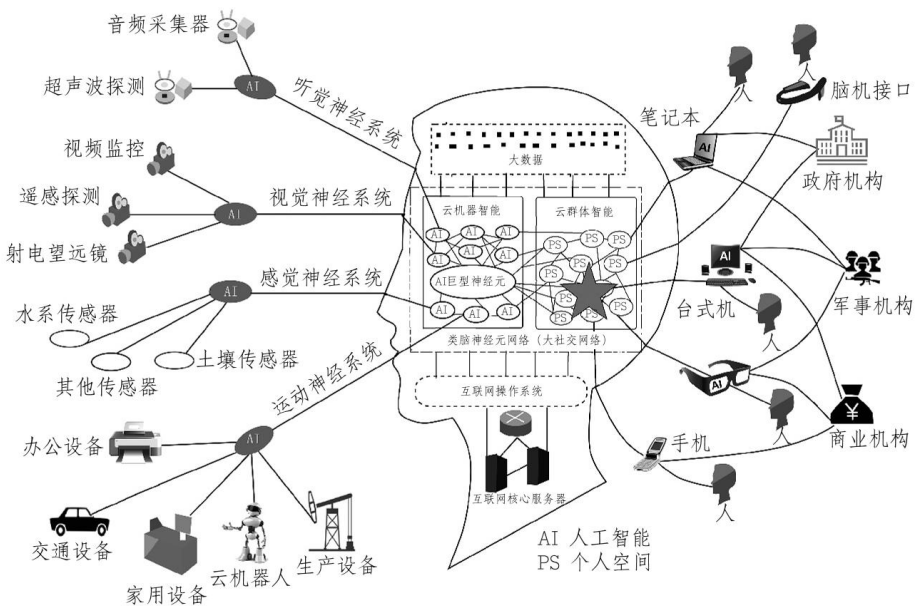 音频采集器
AI
超声波探测
听觉神经系统
视频监控
遥感探测
AI
视觉神经系统
射电望远镜
AI
感觉神经系统
水系传感器
其他传感器
土壤传感器
运动神经系统
AI
办公设备
交通设备
家用设备
云机器人
生产设备
大数据
云机器智能
AI
AI
AI
AI
AI
AI
AI巨型神经元
AI
AI
AI
云群体智能
PS
PS
PS
PS
PS
PS
PS
PS
PS
PS
PS
类脑神经元网络(大社交网络)
互联网操作系统
互联网核心服务器
笔记本
AI
脑机接口
人
人
政府机构
AI
台式机
人
军事机构
AI
人
商业机构
手机
人
AI 人工智能
PS 个人空间